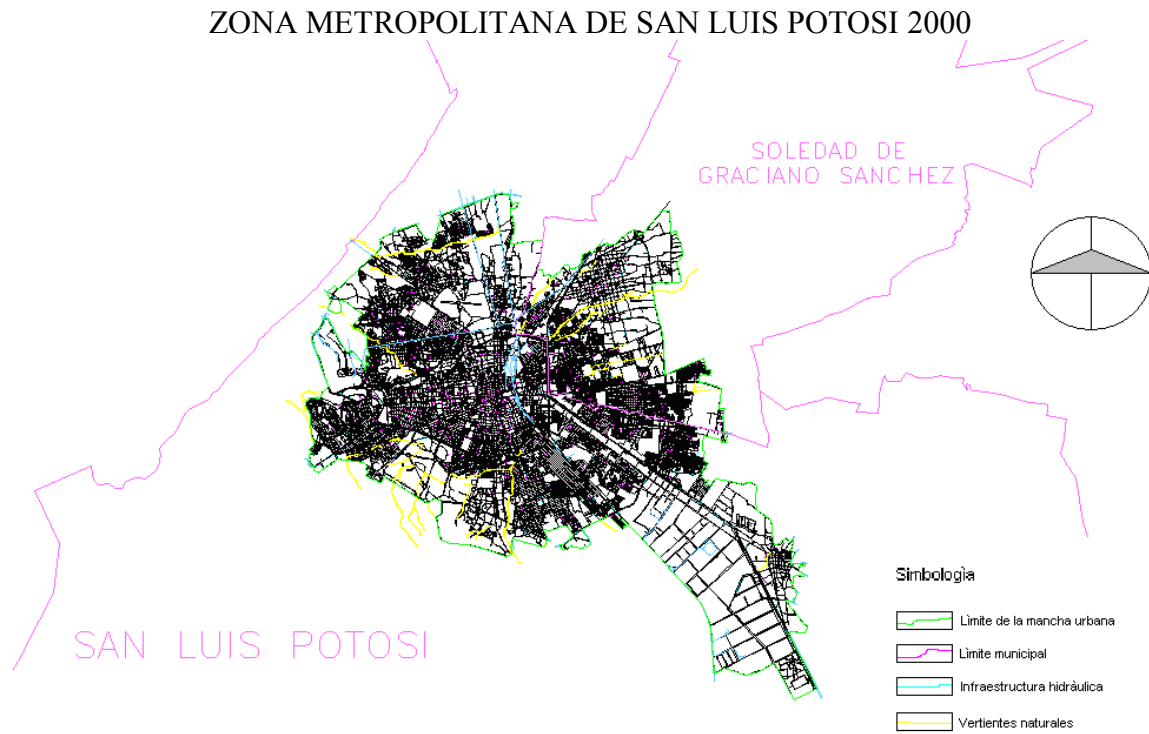 ZONA METROPOLITANA DE SAN LUIS POTOSI 2000
SOLEDAD DE
GRACIANO SANCHEZ
SAN LUIS POTOSI
Simbologìa
Lìmite de la mancha urbana
Lìmite municipal
Infraestructura hidràulica
Vertientes naturales